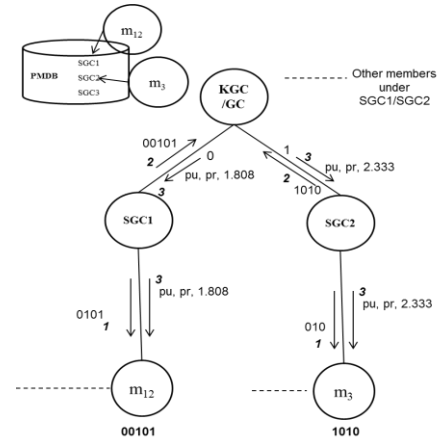 m12
PMDB
SGC1
SGC2
SGC3
m3
KGC
/GC
Other members
under
SGC1/SGC2
00101
2
0
pu, pr, 1.808
3
1
3
pu, pr, 2.333
2
1010
SGC1
SGC2
3
pu, pr, 1.808
0101
1
3
pu, pr, 2.333
010
1
m12
m3
00101
1010